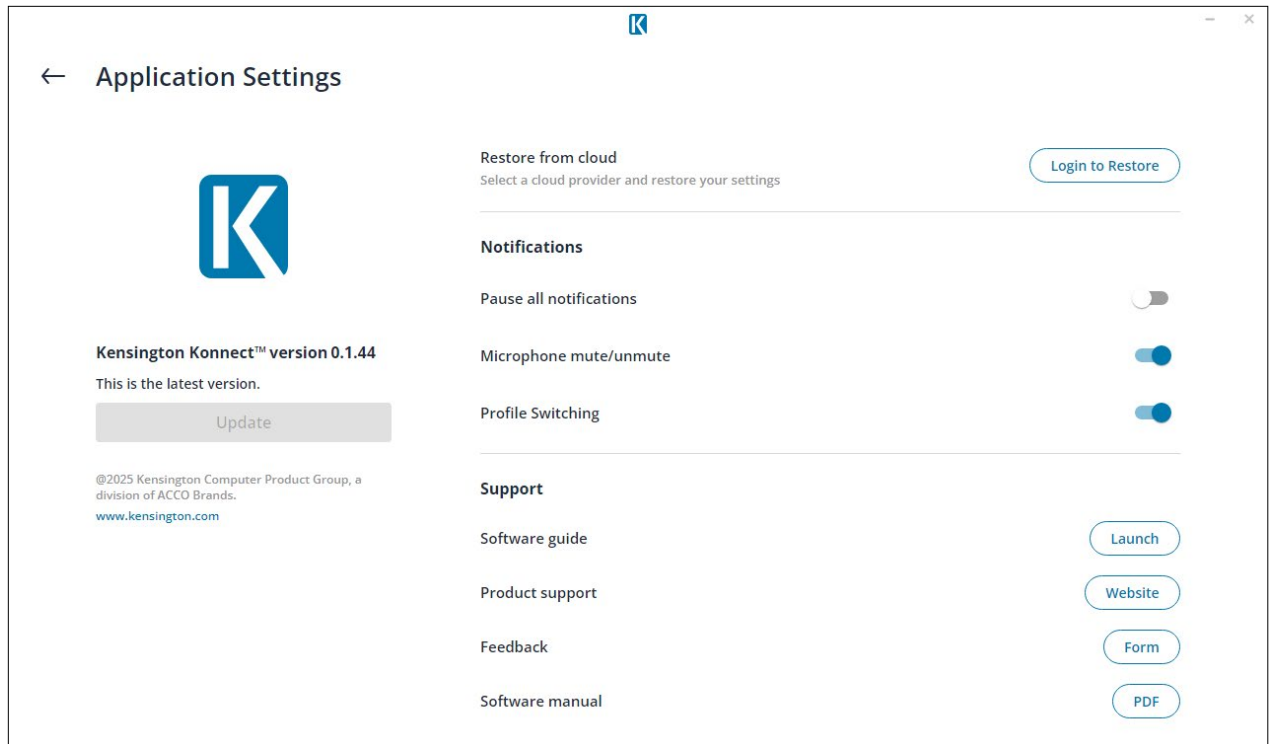 K
Application Settings
K
Kensington Konnect™ version 0.1.44
This is the latest version.
Update
@2025 Kensington Computer Product Group, a
division of ACCO Brands.
www.kensington.com
Restore from cloud
Select a cloud provider and restore your settings
Login to Restore
Notifications
Pause all notifications
Microphone mute/unmute
Profile Switching
Support
Software guide
Launch
Product support
Website
Feedback
Form
Software manual
PDF